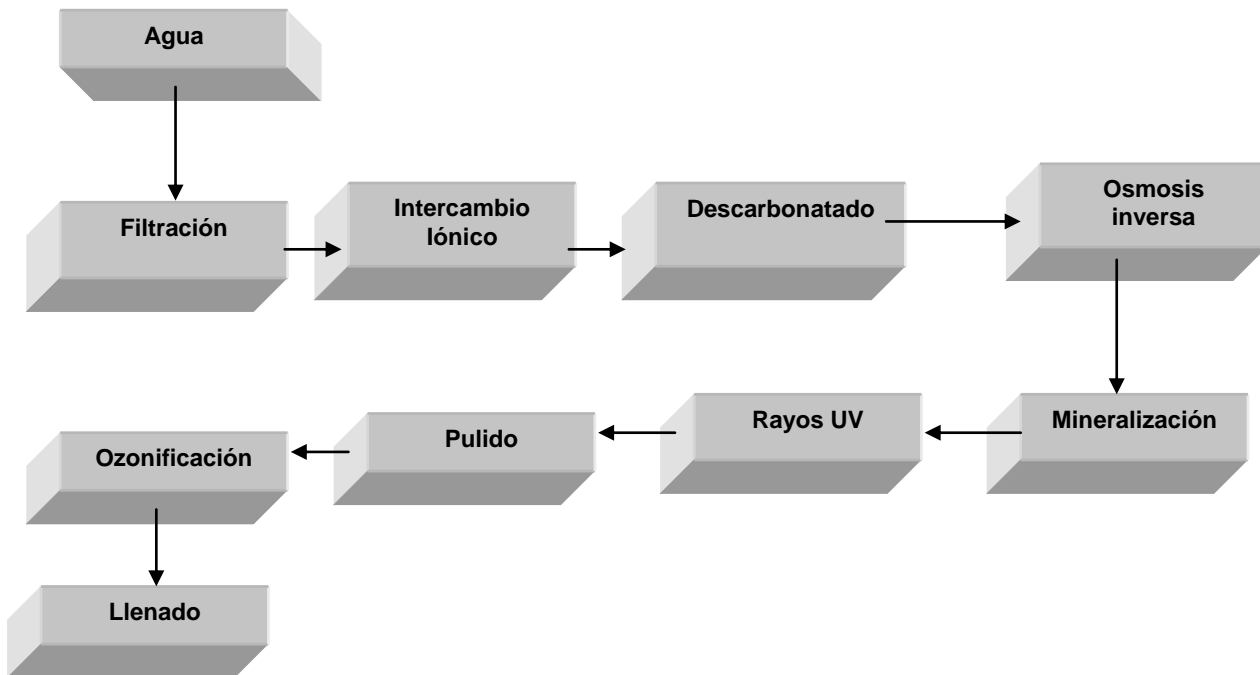 Agua
Filtración
Intercambio
Iónico
Descarbonatado
Osmosis
inversa
Mineralización
Rayos UV
Pulido
Ozonificación
Llenado